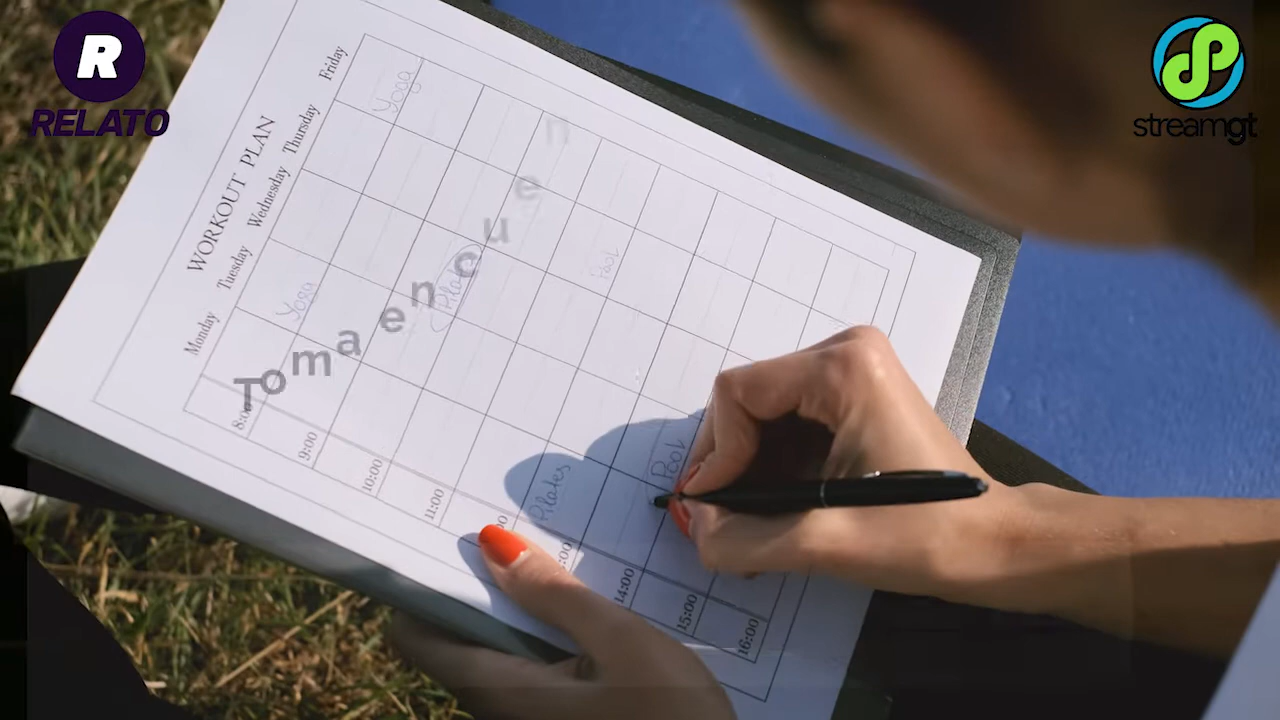 RELATO
streamgt
WORKOUT PLAN
Monday Tuesday Wednesday Thursday Friday
Yoga
Yoga
Pilates
Pool
Pilates
Pool
8:00
9:00
10:00
11:00
14:00
15:00
16:00